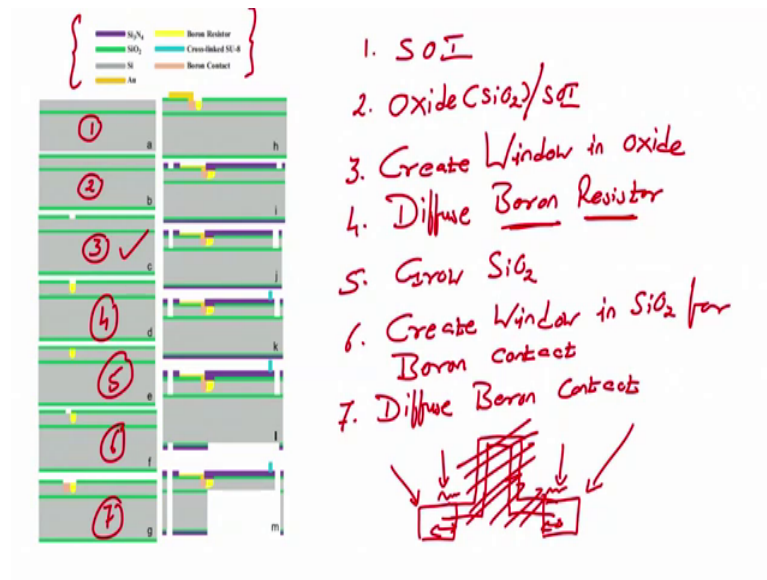 Si₃N₄
Boron Resistor
SiO₂
Cross-linked SU-8
Si
Boron Contact
Au
1
a
2
b
3
c
4
d
5
e
6
f
7
g
h
i
j
k
l
m
1. SOI
2. Oxide (SiO₂)/SOI
3. Create Window in Oxide
4. Diffuse Boron Resistor
5. Grow SiO₂
6. Create Window in SiO₂ for
Boron contact
7. Diffuse Boron Contact